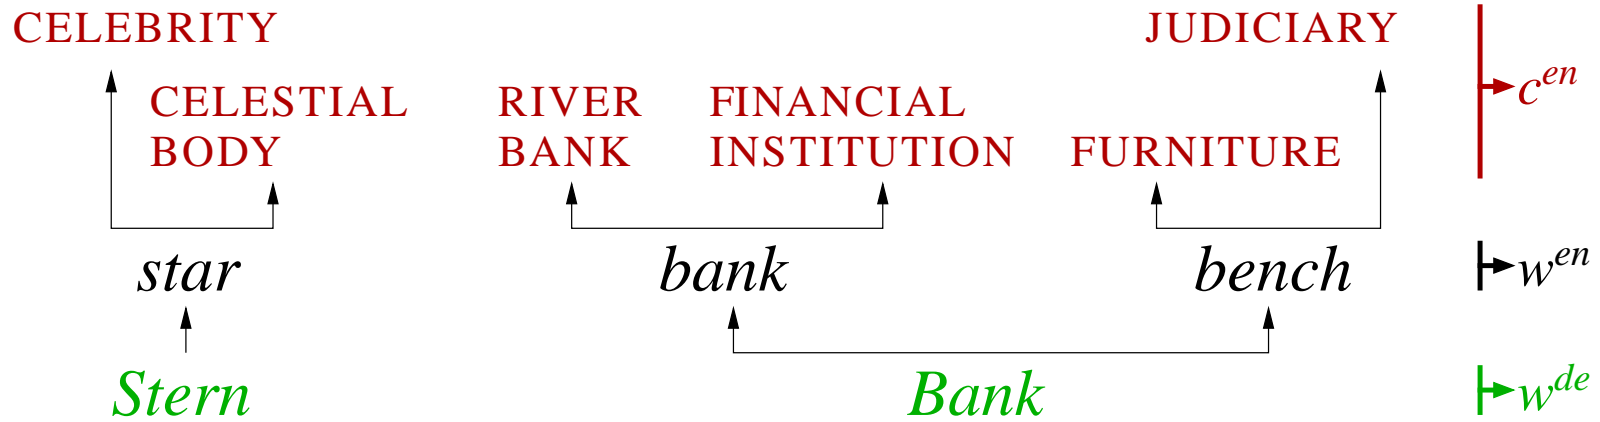 CELEBRITY JUDICIARY
CELESTIAL RIVER FINANCIAL c^en
BODY BANK INSTITUTION FURNITURE
star bank bench w^en
Stern Bank w^de